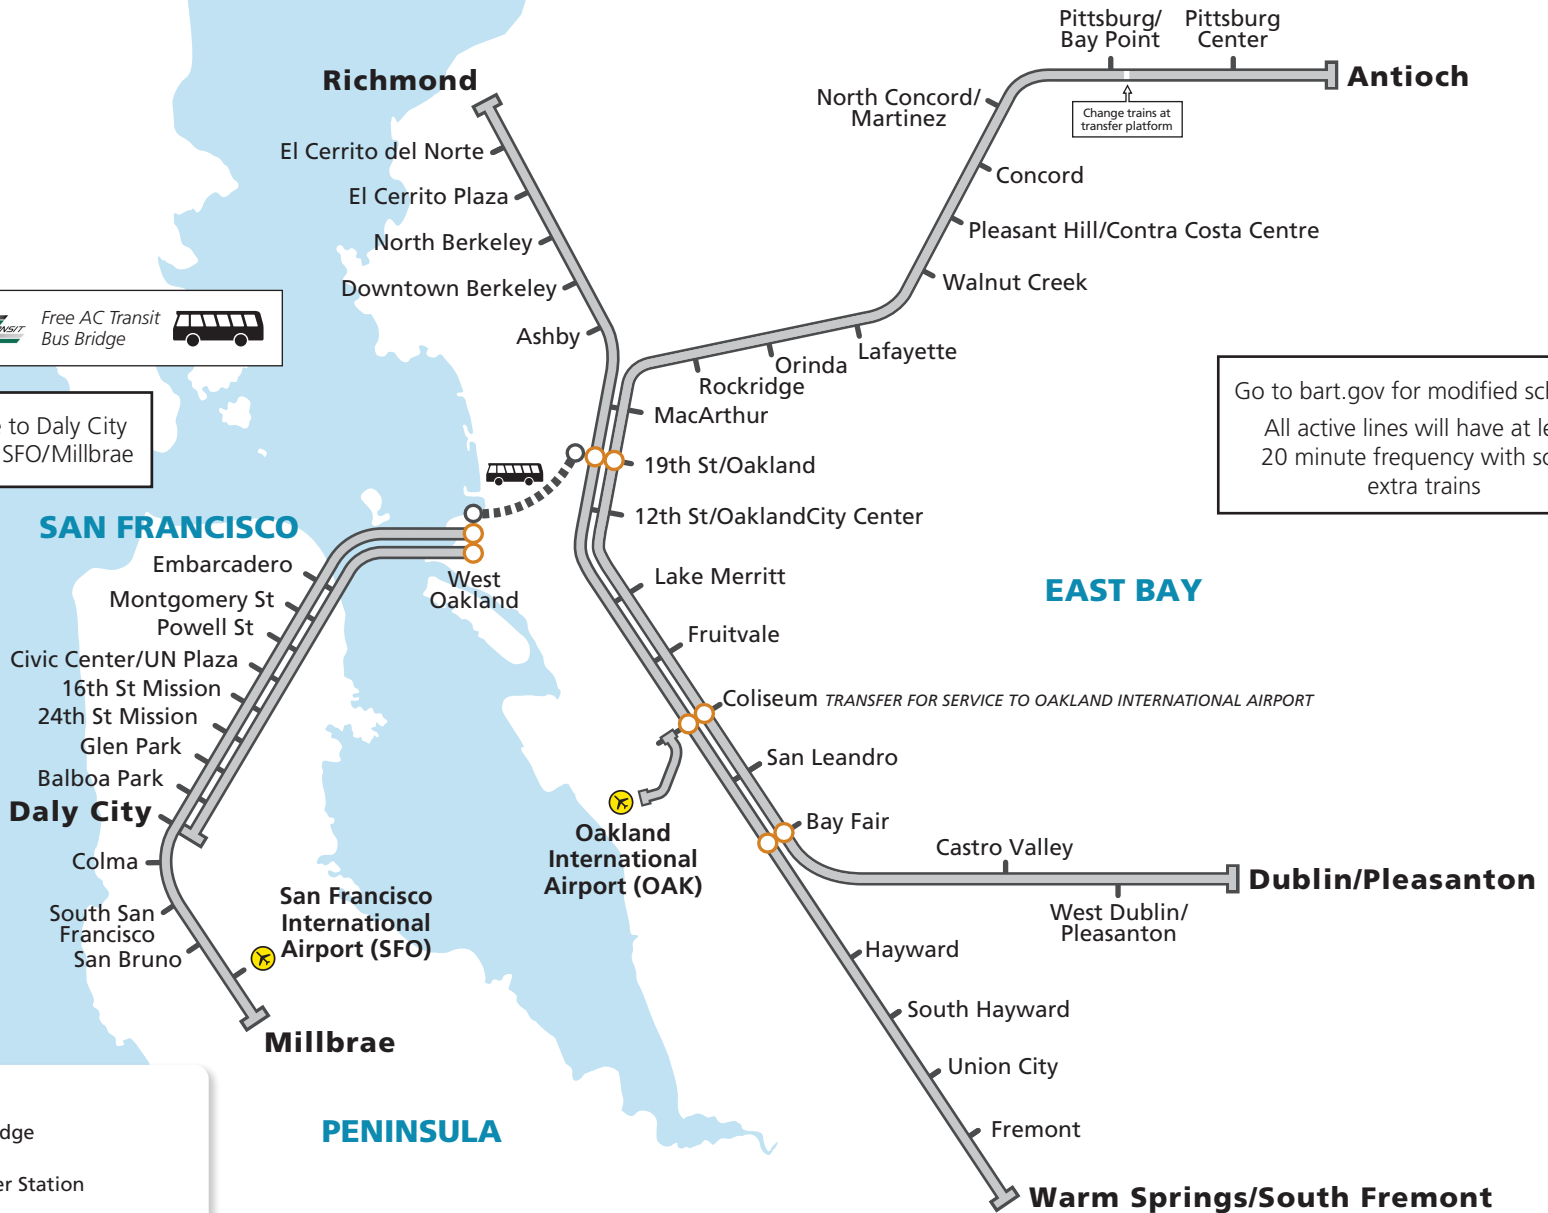 Pittsburg/
Bay Point
Pittsburg
Center
Richmond
Antioch
North Concord/
Martinez
Change trains at
transfer platform
El Cerrito del Norte
Concord
El Cerrito Plaza
Pleasant Hill/Contra Costa Centre
North Berkeley
Walnut Creek
Downtown Berkeley
Free AC Transit
Bus Bridge
Ashby
Lafayette
Orinda
Rockridge
MacArthur
Go to bart.gov for modified
All active lines will have at
20 minute frequency with
extra trains
to Daly City
SFO/Millbrae
19th St/Oakland
12th St/OaklandCity Center
SAN FRANCISCO
Embarcadero
West
Oakland
Lake Merritt
EAST BAY
Montgomery St
Powell St
Fruitvale
Civic Center/UN Plaza
16th St Mission
24th St Mission
Coliseum TRANSFER FOR SERVICE TO OAKLAND INTERNATIONAL AIRPORT
Glen Park
San Leandro
Balboa Park
Daly City
Bay Fair
Oakland
International
Airport (OAK)
Castro Valley
Colma
Dublin/Pleasanton
San Francisco
International
Airport (SFO)
South San
Francisco
San Bruno
West Dublin/
Pleasanton
Hayward
South Hayward
Millbrae
Union City
PENINSULA
Fremont
Station
Warm Springs/South Fremont